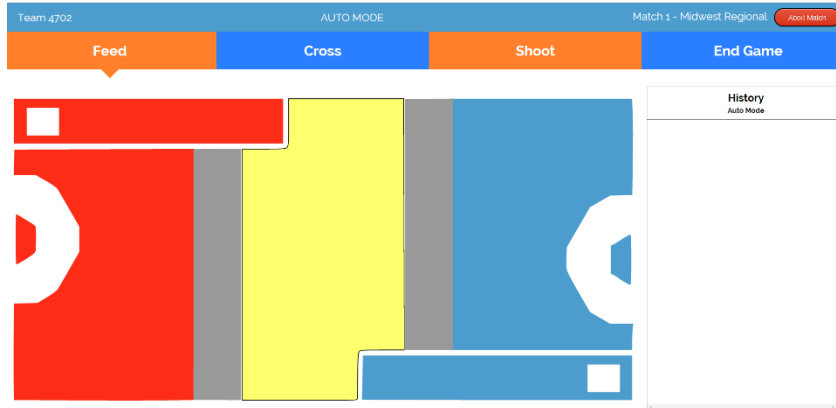 Team 4702 AUTO MODE Match 1 - Midwest Regional Abort Match
Feed Cross Shoot End Game
History
Auto Mode